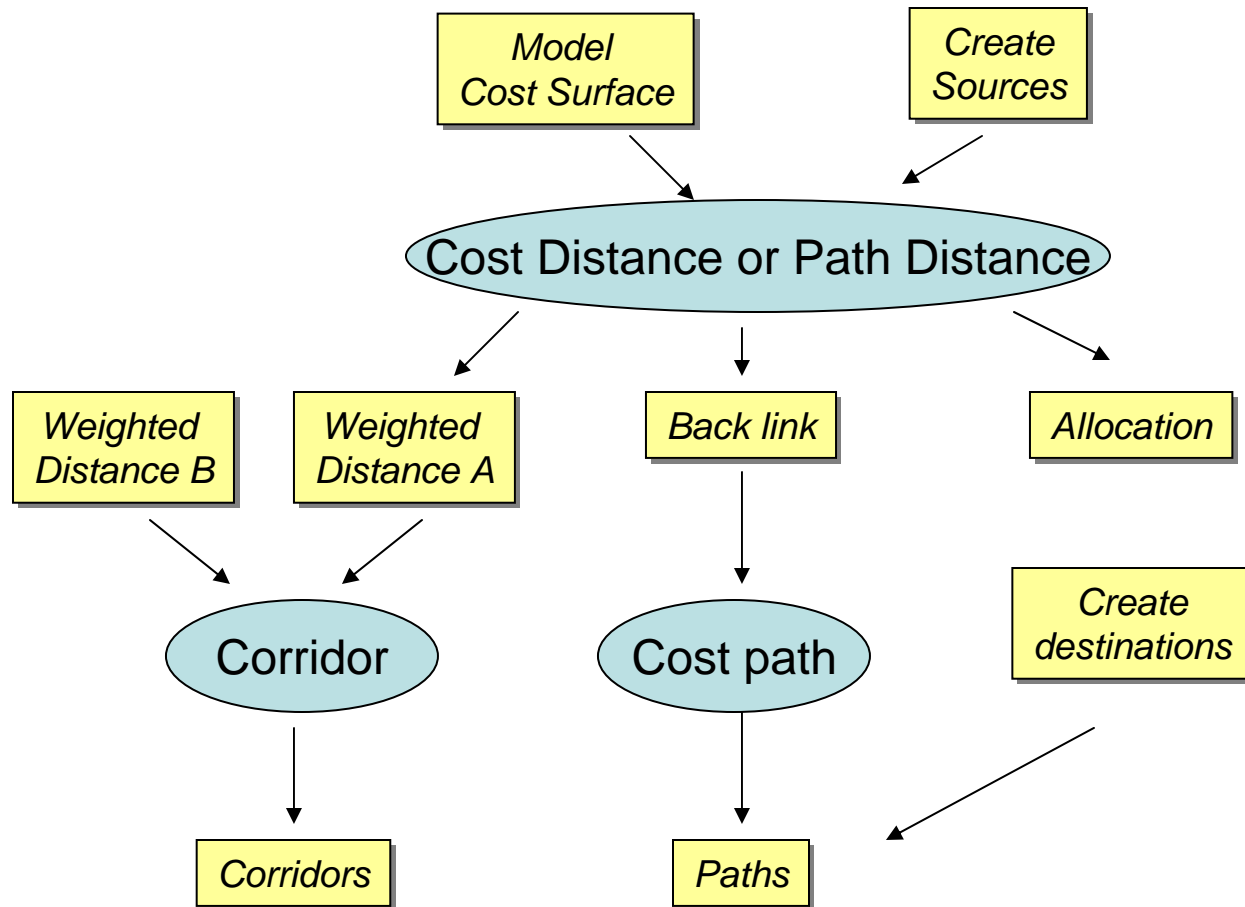 Model
Cost Surface
Create
Sources
Cost Distance or Path Distance
Weighted
Distance B
Weighted
Distance A
Back link
Allocation
Corridor
Cost path
Create
destinations
Corridors
Paths